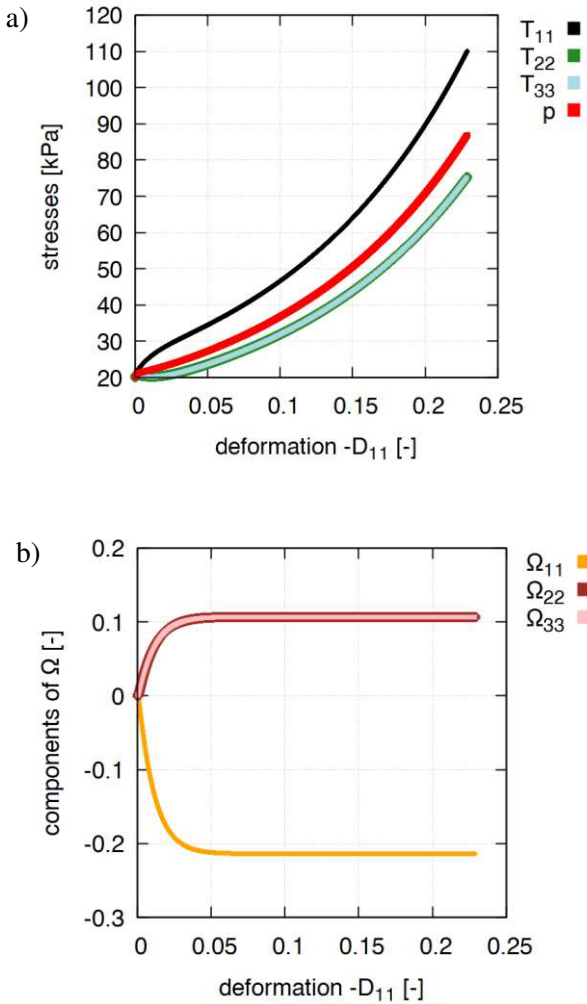 a)
120
110
100
90
80
70
60
50
40
30
20
0
0.05
0.1
0.15
0.2
0.25
stresses [kPa]
deformation -D11 [-]
T11
T22
T33
p
b)
0.2
0.1
0
-0.1
-0.2
-0.3
0
0.05
0.1
0.15
0.2
0.25
components of Ω [-]
deformation -D11 [-]
Ω11
Ω22
Ω33